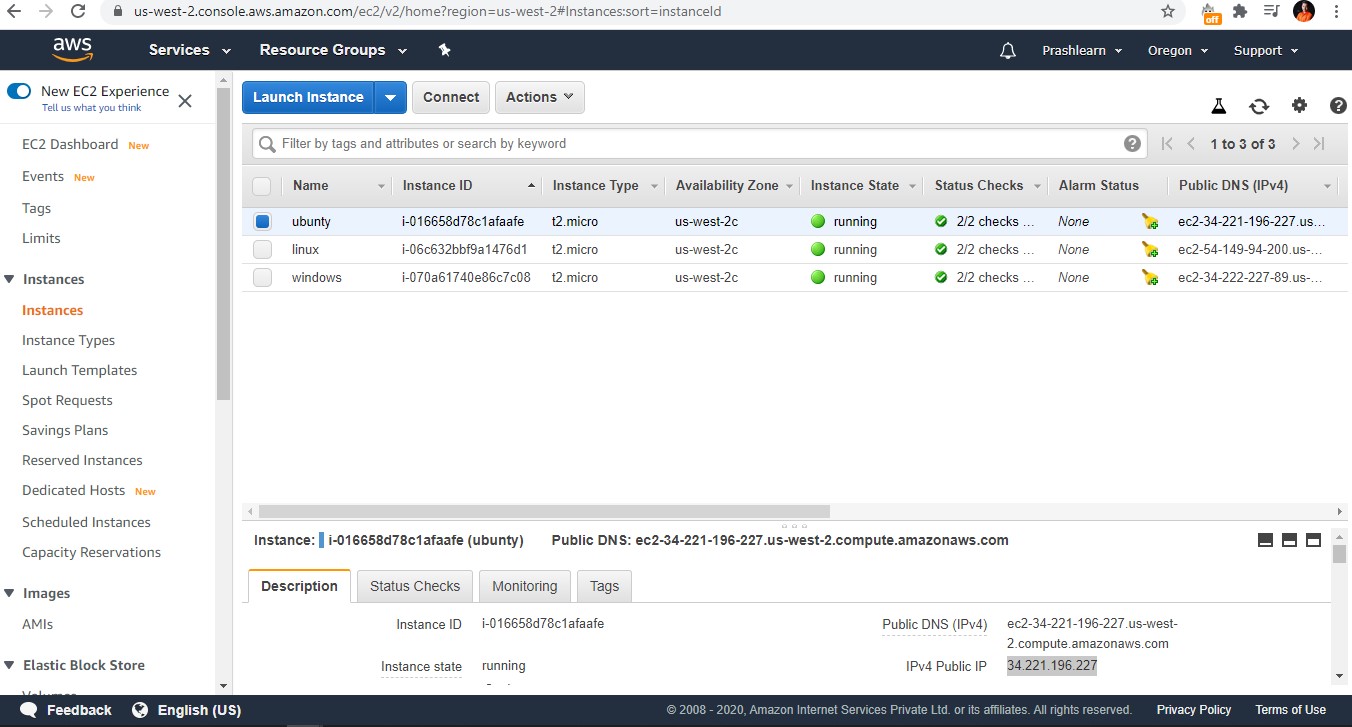 us-west-2.console.aws.amazon.com/ec2/v2/home?region=us-west-2#Instances:sort=instanceId
off
aws Services Resource Groups Prashlearn Oregon Support
New EC2 Experience
Tell us what you think
EC2 Dashboard New
Events New
Tags
Limits
Instances
Instances
Instance Types
Launch Templates
Spot Requests
Savings Plans
Reserved Instances
Dedicated Hosts New
Scheduled Instances
Capacity Reservations
Images
AMIs
Elastic Block Store
Volumes
Launch Instance Connect Actions
Filter by tags and attributes or search by keyword 1 to 3 of 3
Name Instance ID Instance Type Availability Zone Instance State Status Checks Alarm Status Public DNS (IPv4)
ubunty i-016658d78c1afaafe t2.micro us-west-2c running 2/2 checks ... None ec2-34-221-196-227.us...
linux i-06c632bbf9a1476d1 t2.micro us-west-2c running 2/2 checks ... None ec2-54-149-94-200.us-...
windows i-070a61740e86c7c08 t2.micro us-west-2c running 2/2 checks ... None ec2-34-222-227-89.us-...
Instance: i-016658d78c1afaafe (ubunty) Public DNS: ec2-34-221-196-227.us-west-2.compute.amazonaws.com
Description Status Checks Monitoring Tags
Instance ID i-016658d78c1afaafe Public DNS (IPv4) ec2-34-221-196-227.us-west-
2.compute.amazonaws.com
Instance state running IPv4 Public IP 34.221.196.227
Feedback English (US) © 2008 - 2020, Amazon Internet Services Private Ltd. or its affiliates. All rights reserved. Privacy Policy Terms of Use